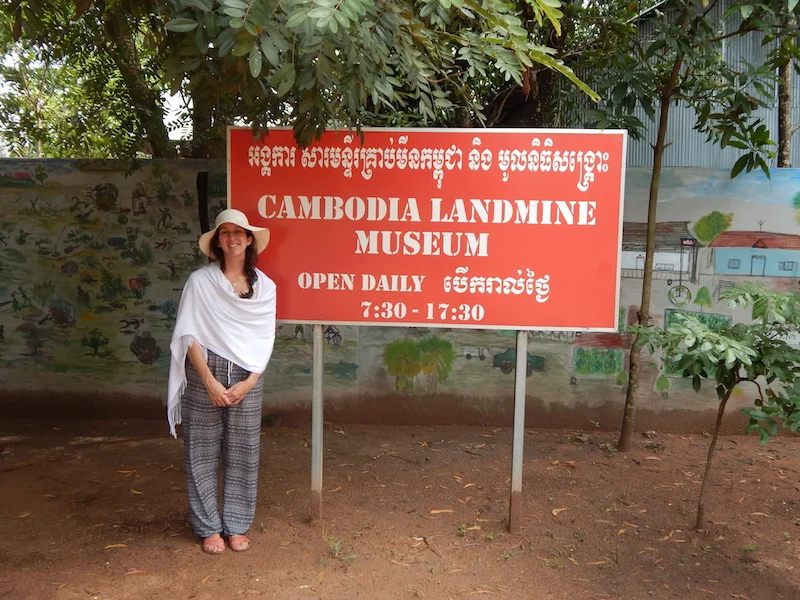 អង្គការ សារមន្ទីរគ្រាប់មីនកម្ពុជា និង មូលនិធិសង្គ្រោះ
CAMBODIA LANDMINE
MUSEUM
OPEN DAILY បើករាល់ថ្ងៃ
7:30 - 17:30